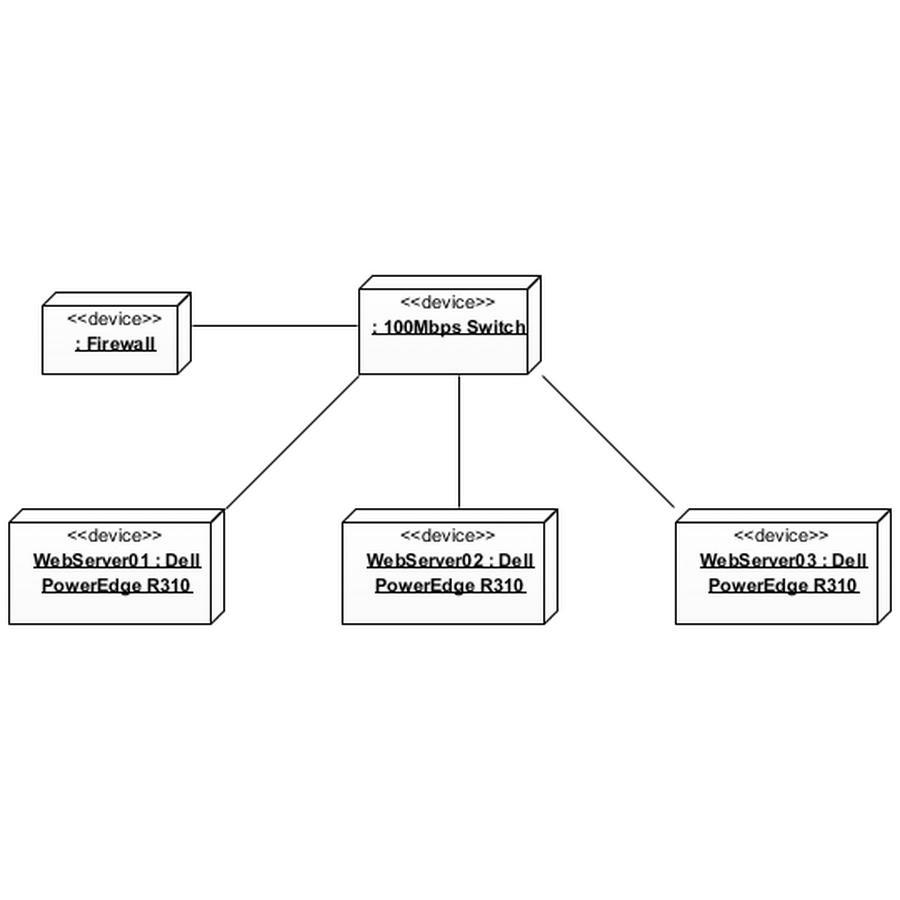 <<device>>
: Firewall
<<device>>
: 100Mbps Switch
<<device>>
WebServer01 : Dell
PowerEdge R310
<<device>>
WebServer02 : Dell
PowerEdge R310
<<device>>
WebServer03 : Dell
PowerEdge R310